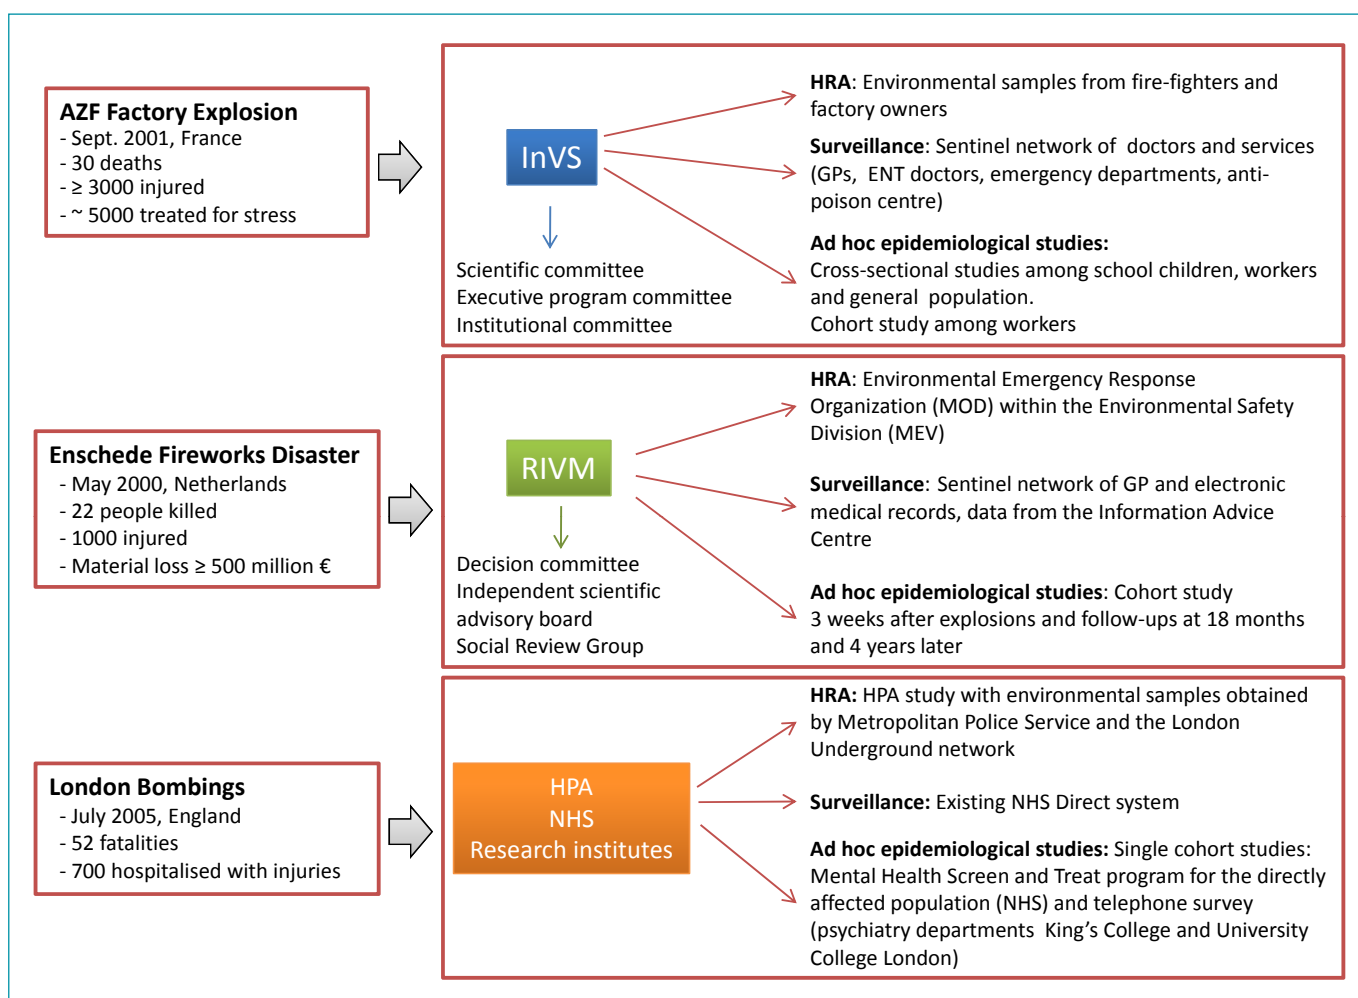 AZF Factory Explosion
- Sept. 2001, France
- 30 deaths
- ≥ 3000 injured
- ~ 5000 treated for stress
InVS
Scientific committee
Executive program committee
Institutional committee
HRA: Environmental samples from fire-fighters and
factory owners
Surveillance: Sentinel network of doctors and services
(GPs, ENT doctors, emergency departments, anti-
poison centre)
Ad hoc epidemiological studies:
Cross-sectional studies among school children, workers
and general population.
Cohort study among workers
Enschede Fireworks Disaster
- May 2000, Netherlands
- 22 people killed
- 1000 injured
- Material loss ≥ 500 million €
RIVM
Decision committee
Independent scientific
advisory board
Social Review Group
HRA: Environmental Emergency Response
Organization (MOD) within the Environmental Safety
Division (MEV)
Surveillance: Sentinel network of GP and electronic
medical records, data from the Information Advice
Centre
Ad hoc epidemiological studies: Cohort study
3 weeks after explosions and follow-ups at 18 months
and 4 years later
London Bombings
- July 2005, England
- 52 fatalities
- 700 hospitalised with injuries
HPA
NHS
Research institutes
HRA: HPA study with environmental samples obtained
by Metropolitan Police Service and the London
Underground network
Surveillance: Existing NHS Direct system
Ad hoc epidemiological studies: Single cohort studies:
Mental Health Screen and Treat program for the directly
affected population (NHS) and telephone survey
(psychiatry departments King's College and University
College London)